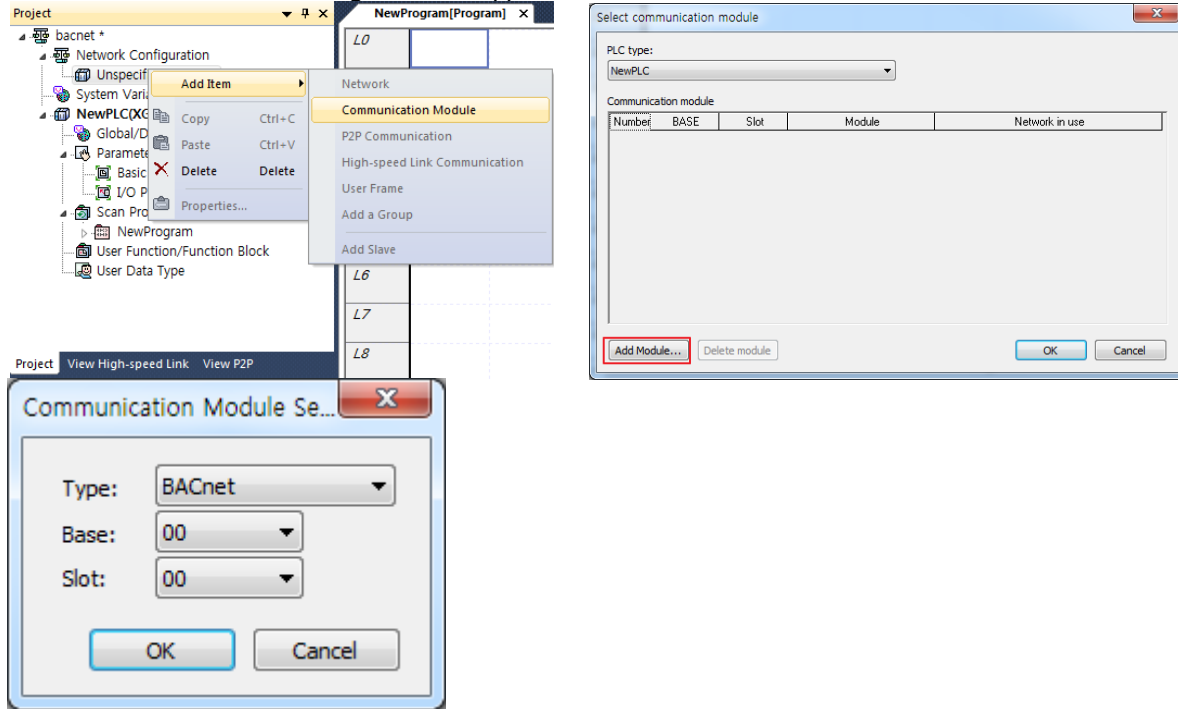 Project
bacnet *
Network Configuration
Unspecif
System Vari
NewPLC(XG
Global/D
Paramete
Basic
I/O P
Scan Pro
NewProgram
User Function/Function Block
User Data Type
Project View High-speed Link View P2P
Add Item
Copy Ctrl+C
Paste Ctrl+V
Delete Delete
Properties...
Network
Communication Module
P2P Communication
High-speed Link Communication
User Frame
Add a Group
Add Slave
NewProgram[Program]
L0
L6
L7
L8
Select communication module
PLC type:
NewPLC
Communication module
Number BASE Slot Module Network in use
Add Module... Delete module OK Cancel
Communication Module Se...
Type: BACnet
Base: 00
Slot: 00
OK Cancel